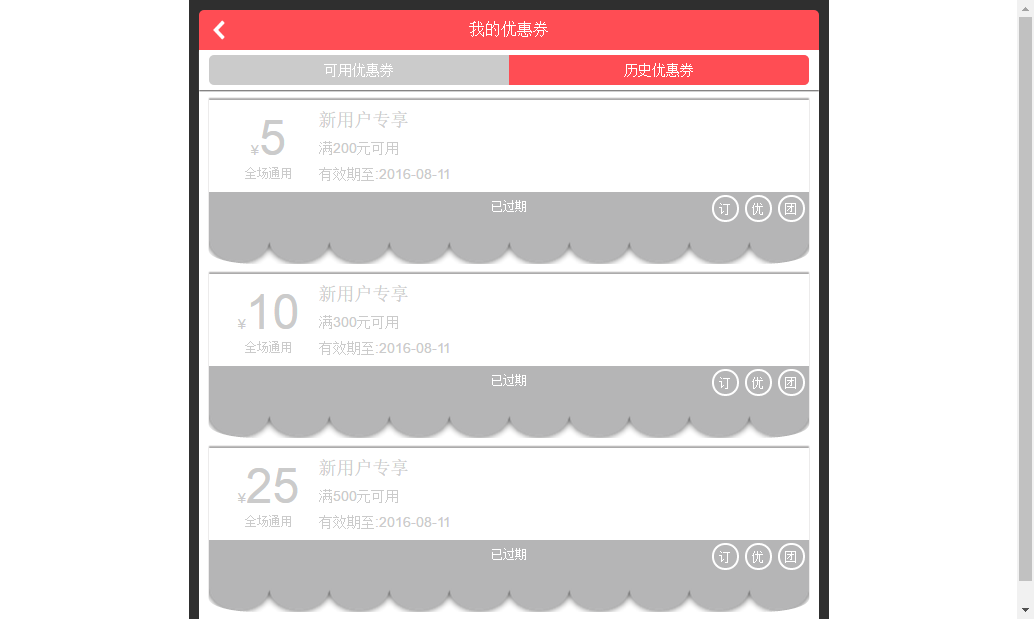 我的优惠券
可用优惠券 历史优惠券
¥5
全场通用
新用户专享
满200元可用
有效期至:2016-08-11
已过期
订 优 团
¥10
全场通用
新用户专享
满300元可用
有效期至:2016-08-11
已过期
订 优 团
¥25
全场通用
新用户专享
满500元可用
有效期至:2016-08-11
已过期
订 优 团